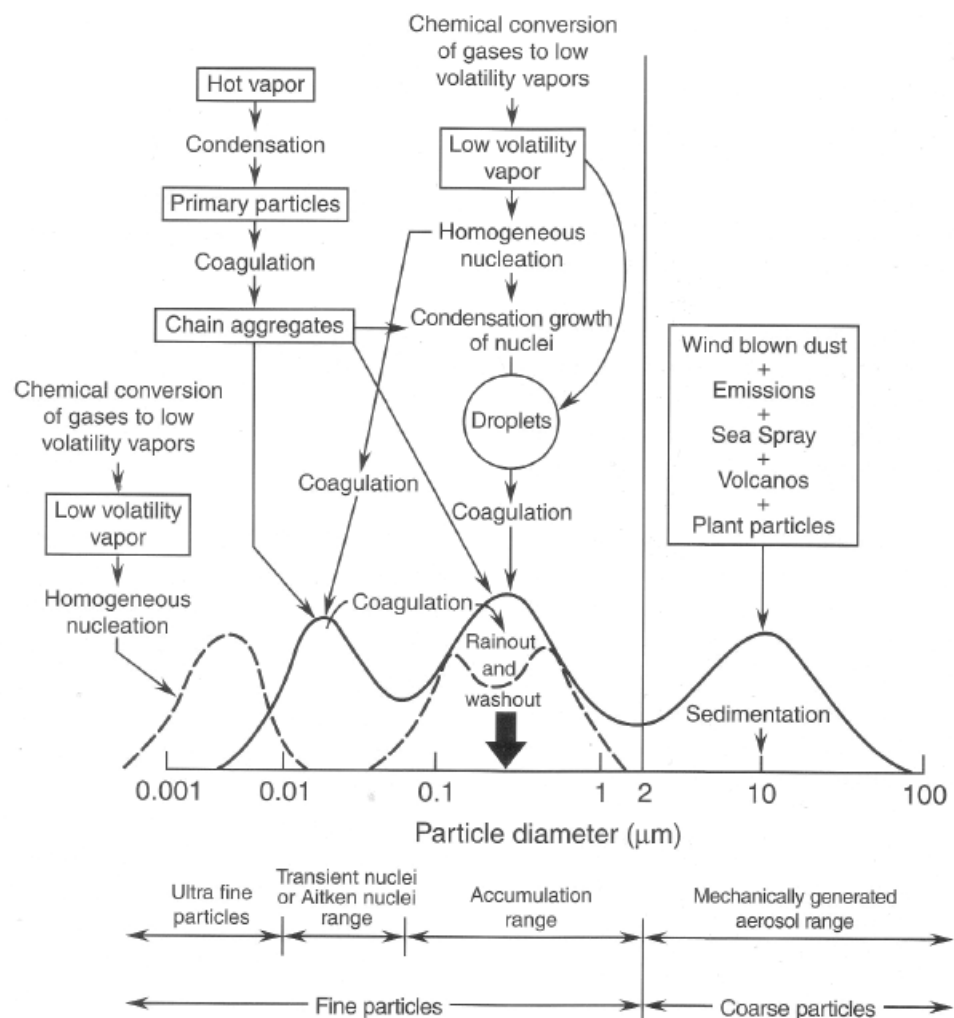 Chemical conversion
of gases to low
volatility vapors
Hot vapor
Condensation
Low volatility
vapor
Primary particles
Homogeneous
nucleation
Coagulation
Chain aggregates
Condensation growth
of nuclei
Wind blown dust
+
Emissions
+
Sea Spray
+
Volcanos
+
Plant particles
Chemical conversion
of gases to low
volatility vapors
Droplets
Coagulation
Coagulation
Low volatility
vapor
Homogeneous
nucleation
Coagulation
Rainout
and
washout
Sedimentation
0.001
0.01
0.1
1
2
10
100
Particle diameter (μm)
Ultra fine
particles
Transient nuclei
or Aitken nuclei
range
Accumulation
range
Mechanically generated
aerosol range
Fine particles
Coarse particles